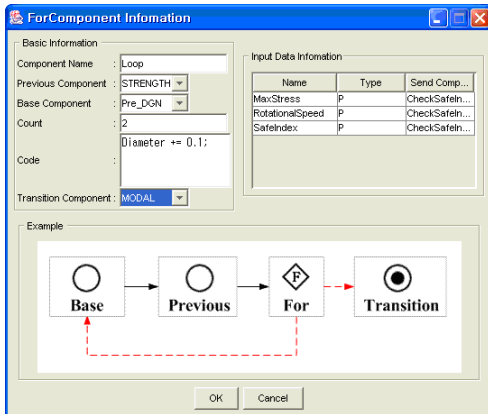 ForComponent Infomation
Basic Information
Component Name : Loop
Previous Component : STRENGTH
Base Component : Pre_DGN
Count : 2
Code : Diameter += 0.1;
Transition Component : MODAL
Input Data Infomation
Name Type Send Comp...
MaxStress P CheckSafeIn...
RotationalSpeed P CheckSafeIn...
SafeIndex P CheckSafeIn...
Example
F
Base Previous For Transition
OK Cancel